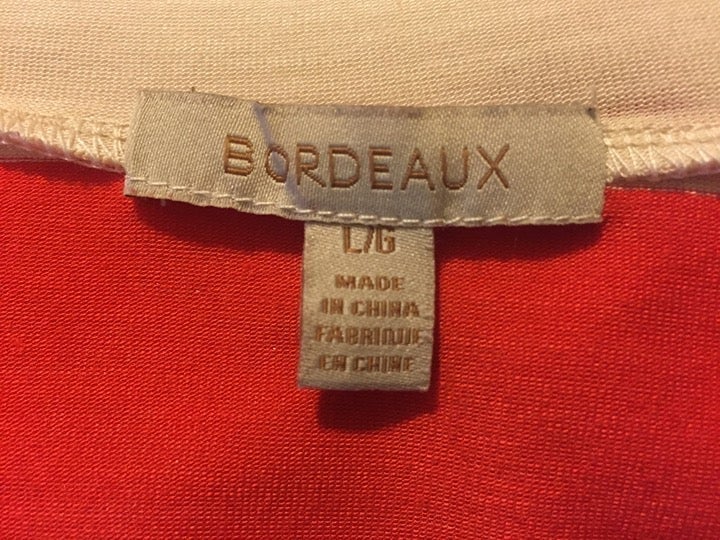 BORDEAUX
L/G
MADE
IN CHINA
FABRIQUE
EN CHINE